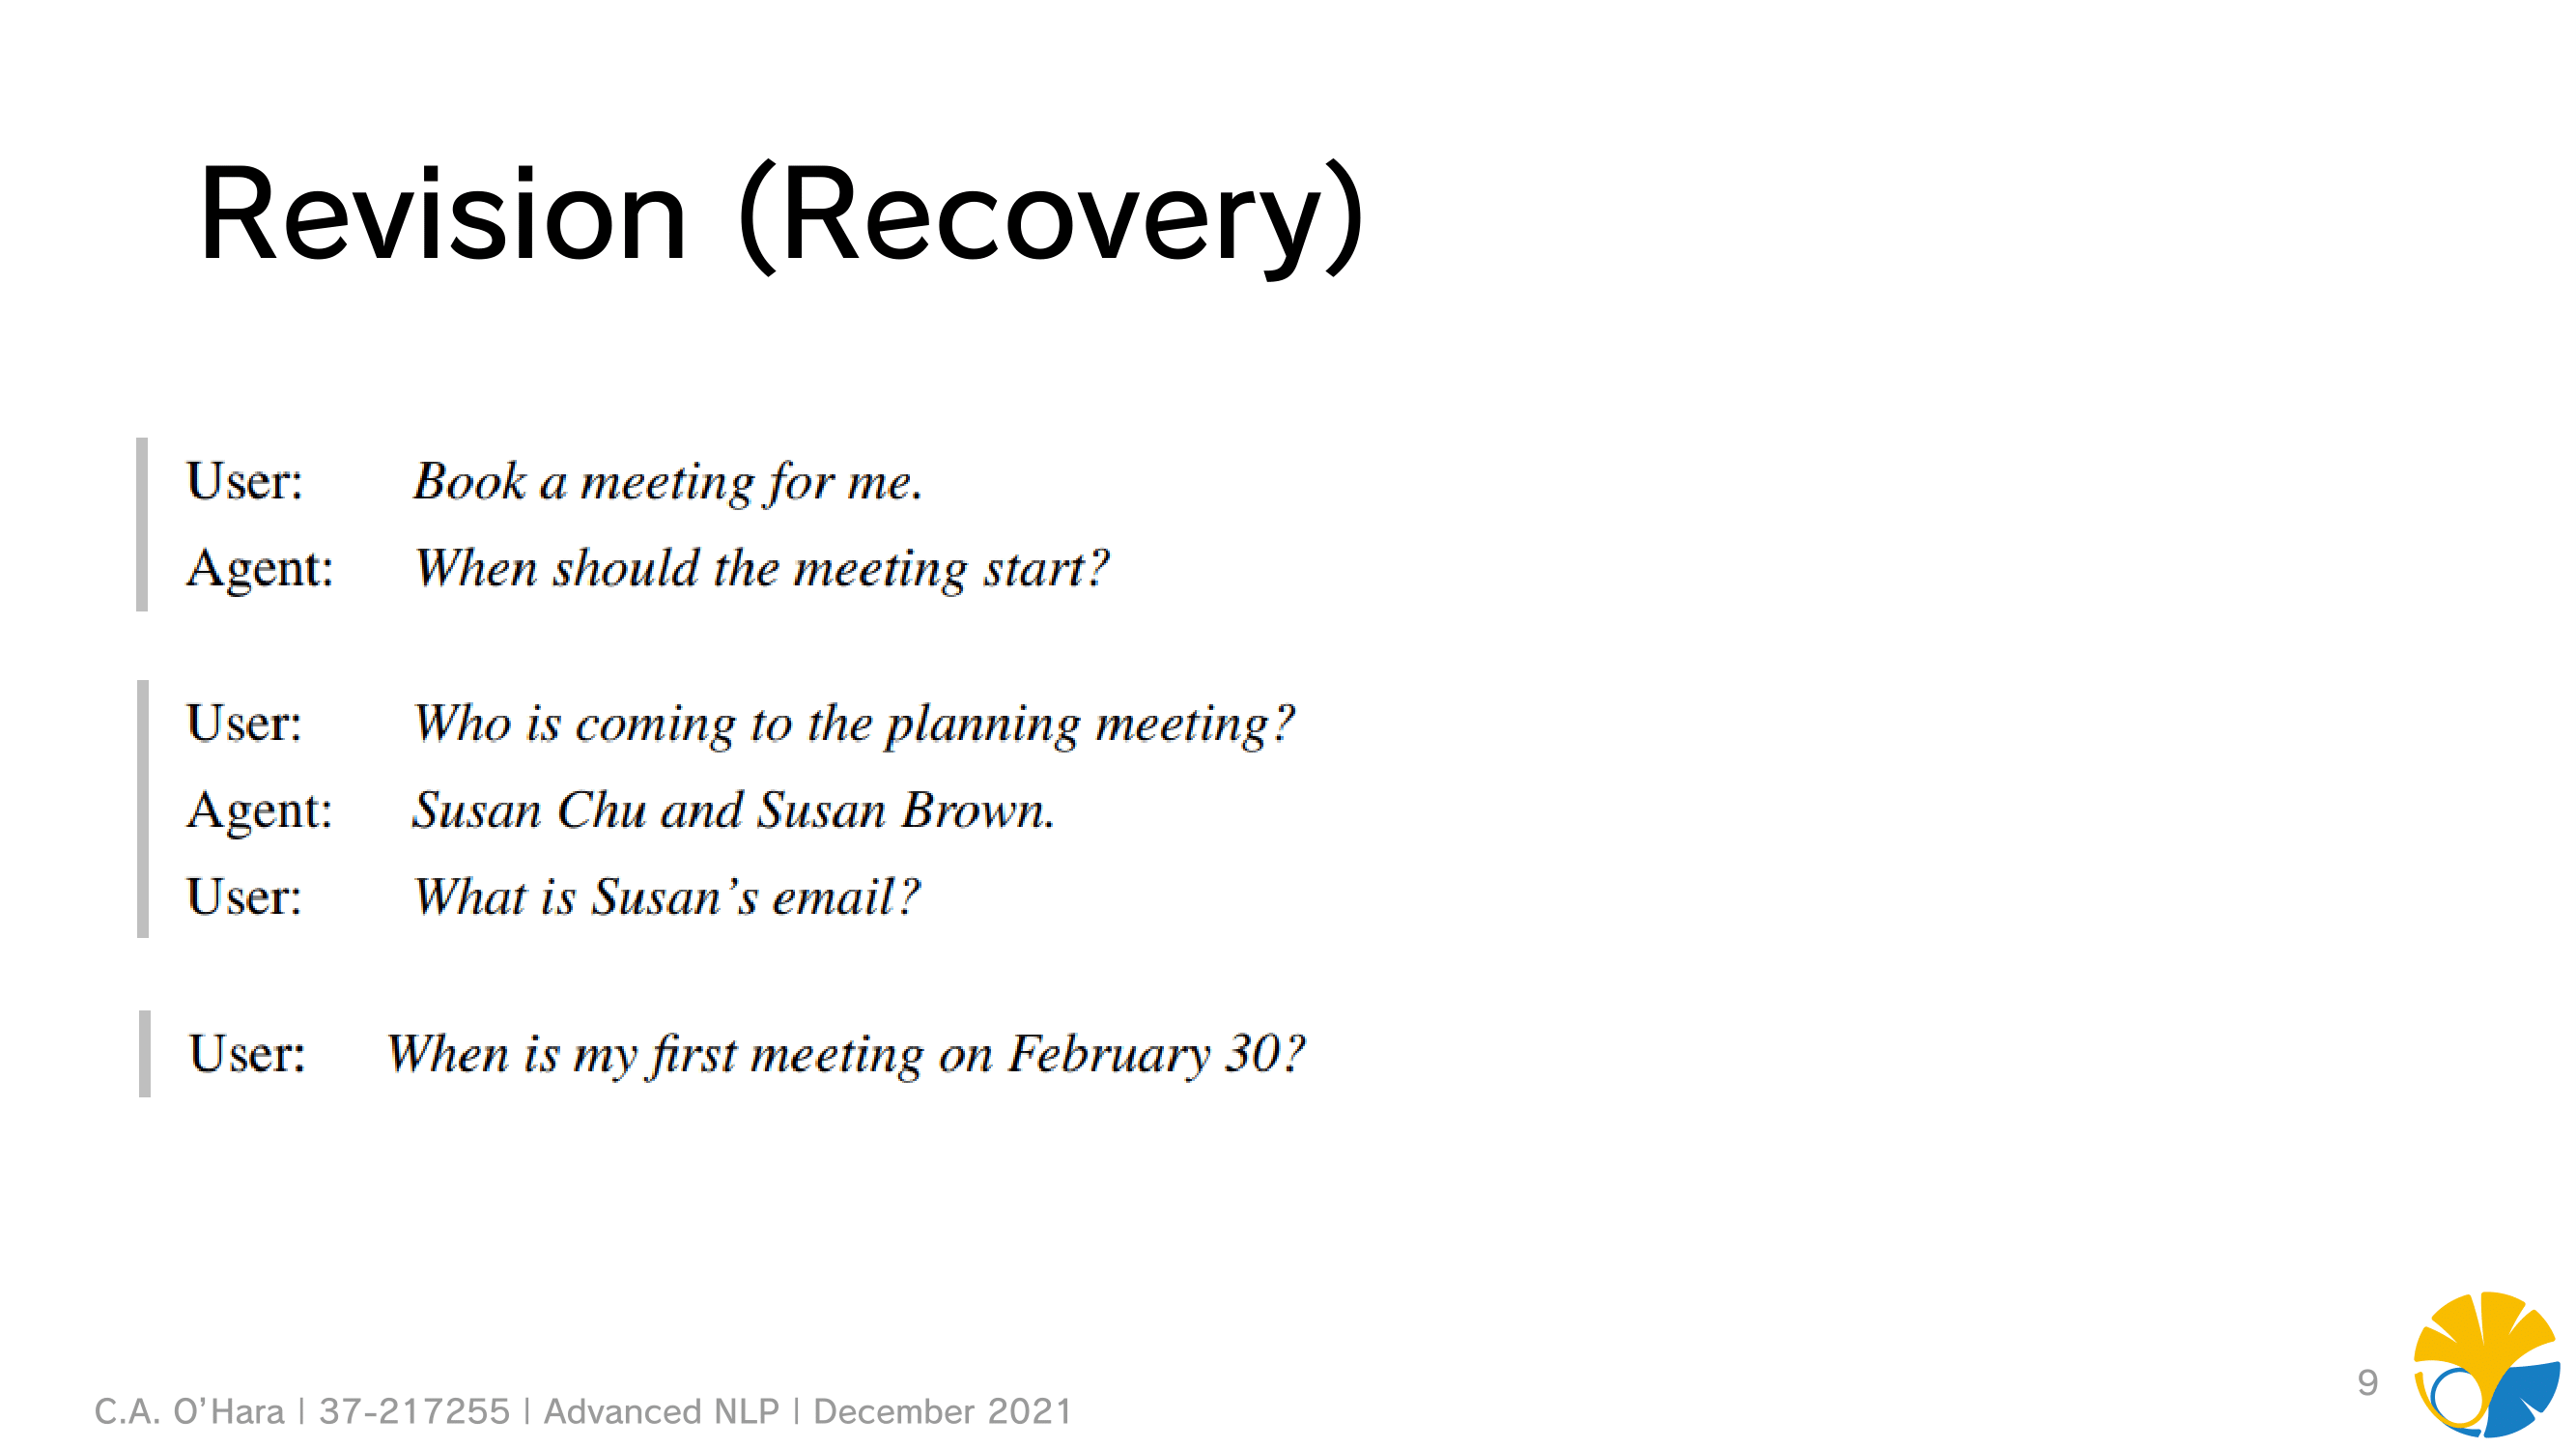 Revision (Recovery)
User: Book a meeting for me.
Agent: When should the meeting start?
User: Who is coming to the planning meeting?
Agent: Susan Chu and Susan Brown.
User: What is Susan’s email?
User: When is my first meeting on February 30?
C.A. O’Hara | 37-217255 | Advanced NLP | December 2021
9